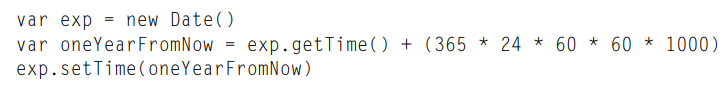 var exp = new Date()
var oneYearFromNow = exp.getTime() + (365 * 24 * 60 * 60 * 1000)
exp.setTime(oneYearFromNow)